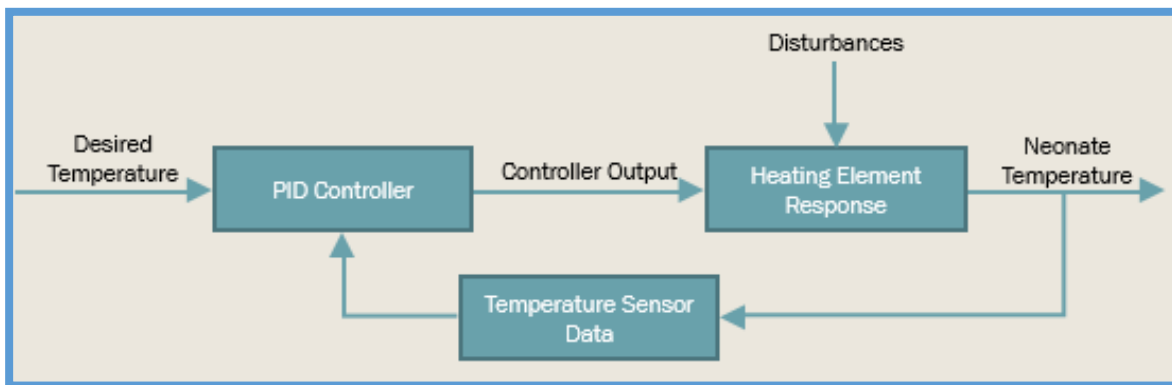 Disturbances
Desired
Temperature
PID Controller
Controller Output
Heating Element
Response
Neonate
Temperature
Temperature Sensor
Data